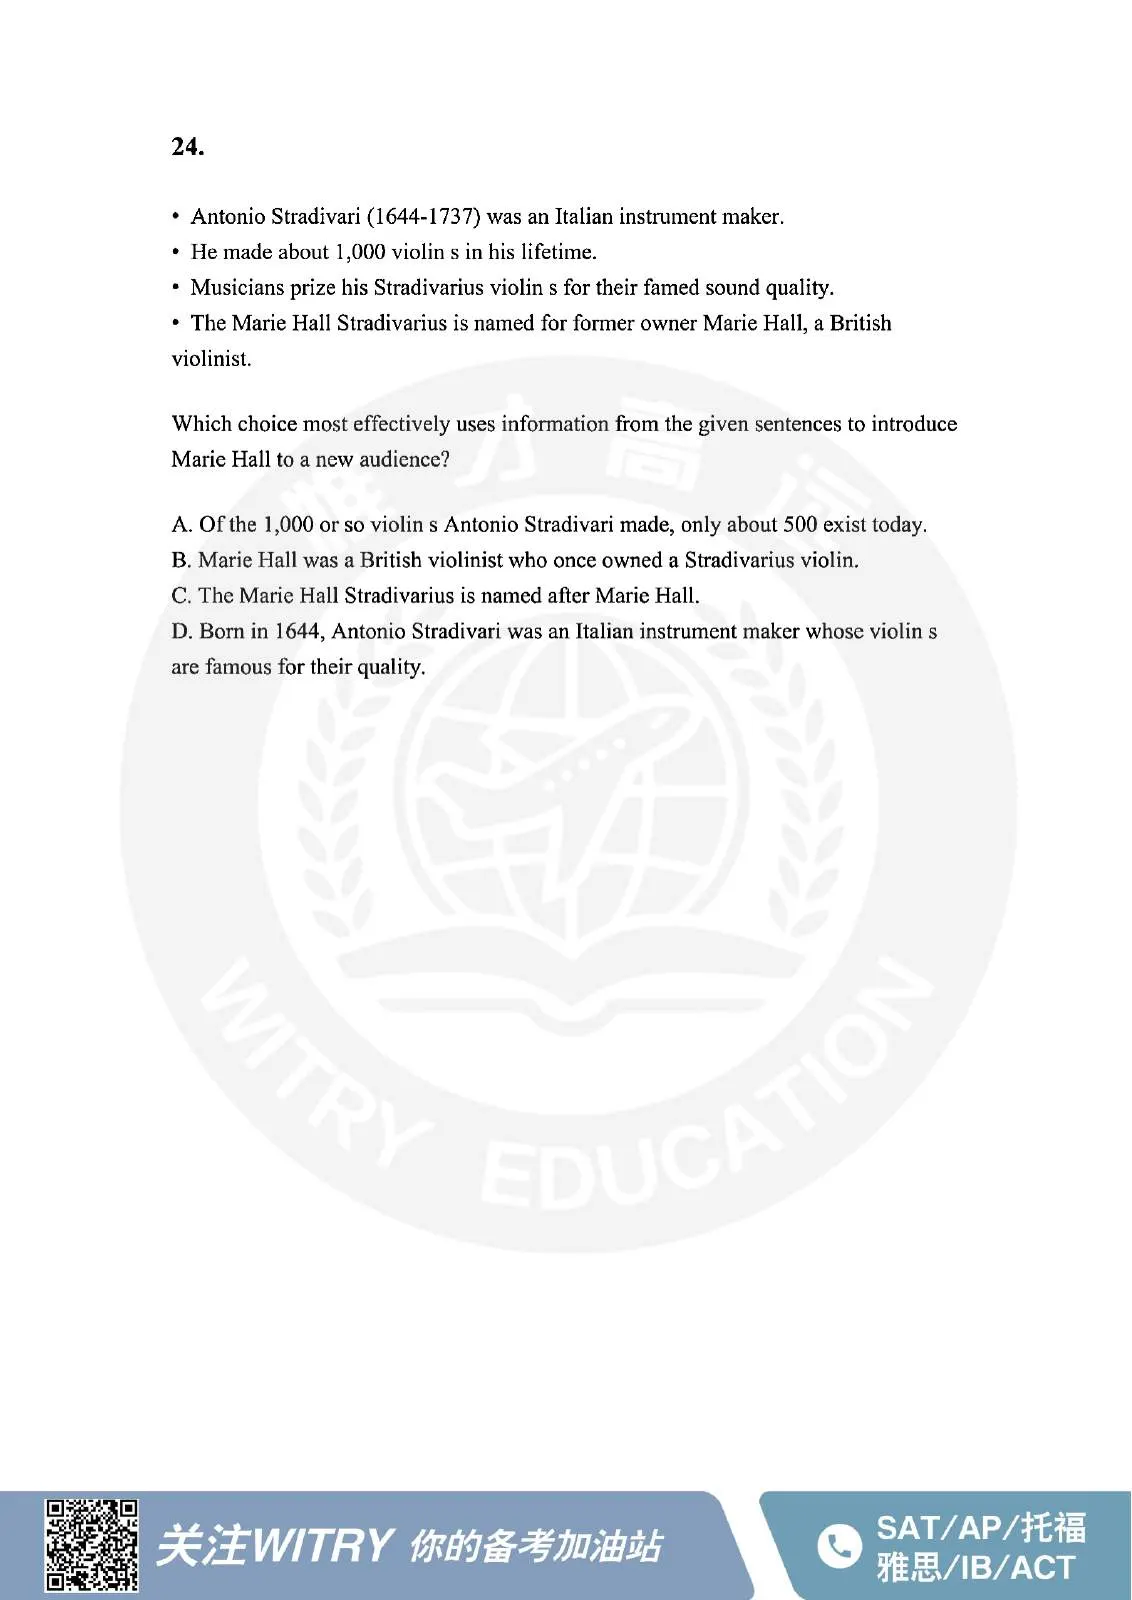 24.
• Antonio Stradivari (1644-1737) was an Italian instrument maker.
• He made about 1,000 violin s in his lifetime.
• Musicians prize his Stradivarius violin s for their famed sound quality.
• The Marie Hall Stradivarius is named for former owner Marie Hall, a British
violinist.
Which choice most effectively uses information from the given sentences to introduce
Marie Hall to a new audience?
A. Of the 1,000 or so violin s Antonio Stradivari made, only about 500 exist today.
B. Marie Hall was a British violinist who once owned a Stradivarius violin.
C. The Marie Hall Stradivarius is named after Marie Hall.
D. Born in 1644, Antonio Stradivari was an Italian instrument maker whose violin s
are famous for their quality.
雅才高远
WITRY EDUCATION
关注WITRY 你的备考加油站
SAT/AP/托福
雅思/IB/ACT